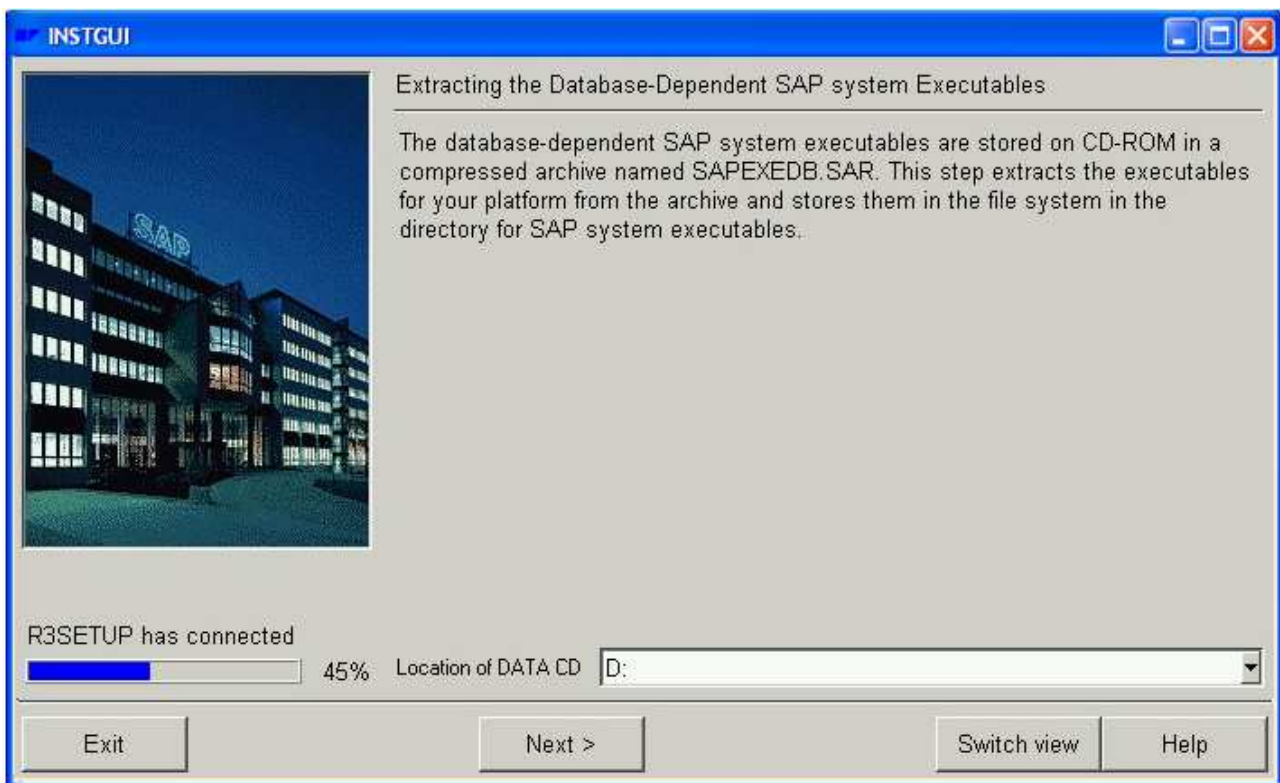 INSTGUI
Extracting the Database-Dependent SAP system Executables
The database-dependent SAP system executables are stored on CD-ROM in a
compressed archive named SAPEXEDB.SAR. This step extracts the executables
for your platform from the archive and stores them in the file system in the
directory for SAP system executables.
SAP
R3SETUP has connected
45%
Location of DATA CD
D:
Exit
Next >
Switch view
Help